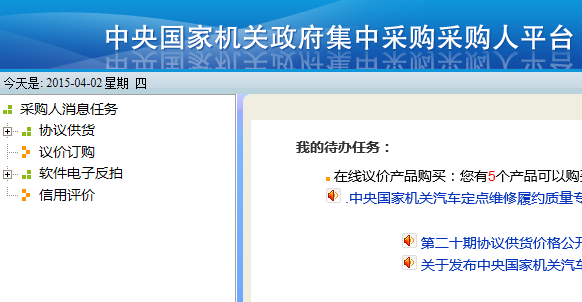 中央国家机关政府集中采购采购人平台
今天是: 2015-04-02 星期 四
采购人消息任务
协议供货
议价订购
软件电子反拍
信用评价
我的待办任务：
在线议价产品购买：您有5个产品可以购
.中央国家机关汽车定点维修履约质量专
第二十期协议供货价格公开
关于发布中央国家机关汽车